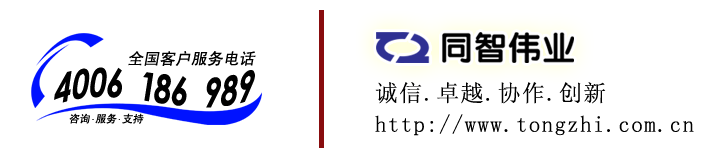 全国客户服务电话
4006 186 989
咨询·服务·支持
同智伟业
诚信.卓越.协作.创新
http://www.tongzhi.com.cn